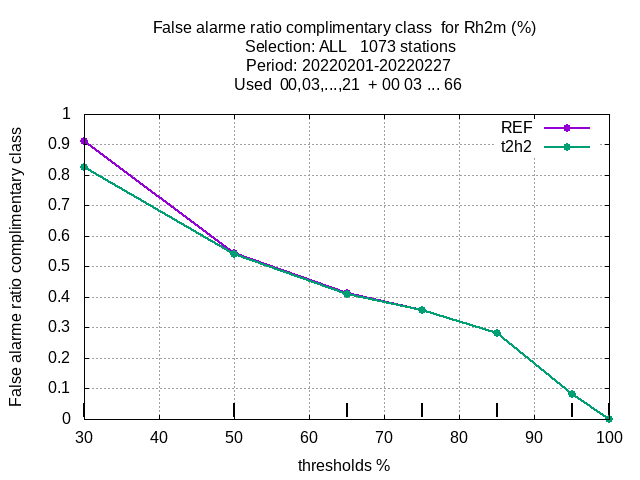 False alarme ratio complimentary class  for Rh2m (%)
Selection: ALL   1073 stations
Period: 20220201-20220227
Used  00,03,...,21  + 00 03 ... 66
REF
t2h2
False alarme ratio complimentary class
1
0.9
0.8
0.7
0.6
0.5
0.4
0.3
0.2
0.1
0
30 40 50 60 70 80 90 100
thresholds %